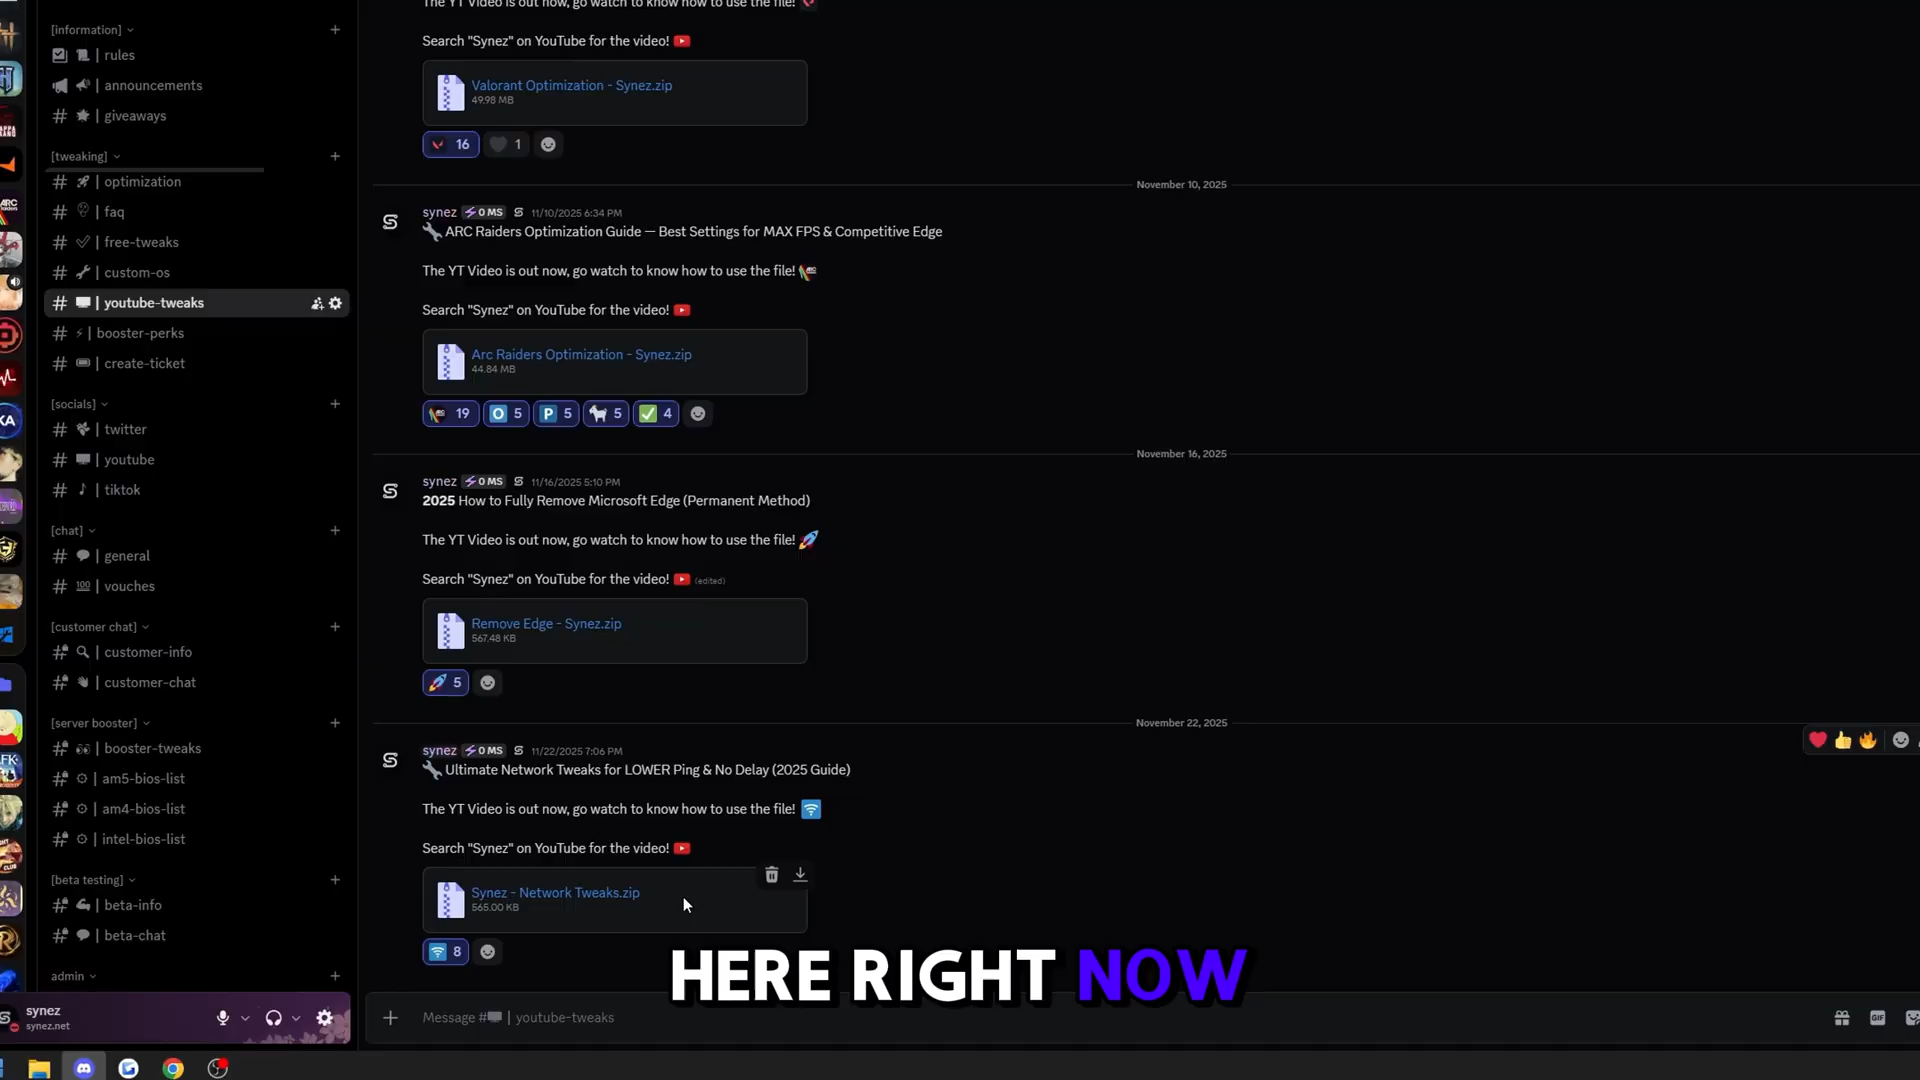 [information]
| rules
| announcements
| giveaways
[tweaking]
| optimization
| faq
| free-tweaks
| custom-os
| youtube-tweaks
| booster-perks
| create-ticket
[socials]
| twitter
| youtube
| tiktok
[chat]
| general
| vouches
[customer chat]
| customer-info
| customer-chat
[server booster]
| booster-tweaks
| am5-bios-list
| am4-bios-list
| intel-bios-list
[beta testing]
| beta-info
| beta-chat
admin
synez
synez.net
The YT Video is out now, go watch to know how to use the file!
Search "Synez" on YouTube for the video!
Valorant Optimization - Synez.zip
49.98 MB
16 1
November 10, 2025
synez 0 MS 11/10/2025 6:34 PM
ARC Raiders Optimization Guide — Best Settings for MAX FPS & Competitive Edge
The YT Video is out now, go watch to know how to use the file!
Search "Synez" on YouTube for the video!
Arc Raiders Optimization - Synez.zip
44.84 MB
19 O 5 P 5 5 4
November 16, 2025
synez 0 MS 11/16/2025 5:10 PM
2025 How to Fully Remove Microsoft Edge (Permanent Method)
The YT Video is out now, go watch to know how to use the file!
Search "Synez" on YouTube for the video! (edited)
Remove Edge - Synez.zip
567.48 KB
5
November 22, 2025
synez 0 MS 11/22/2025 7:06 PM
Ultimate Network Tweaks for LOWER Ping & No Delay (2025 Guide)
The YT Video is out now, go watch to know how to use the file!
Search "Synez" on YouTube for the video!
Synez - Network Tweaks.zip
565.00 KB
8
HERE RIGHT NOW
Message # | youtube-tweaks
GIF